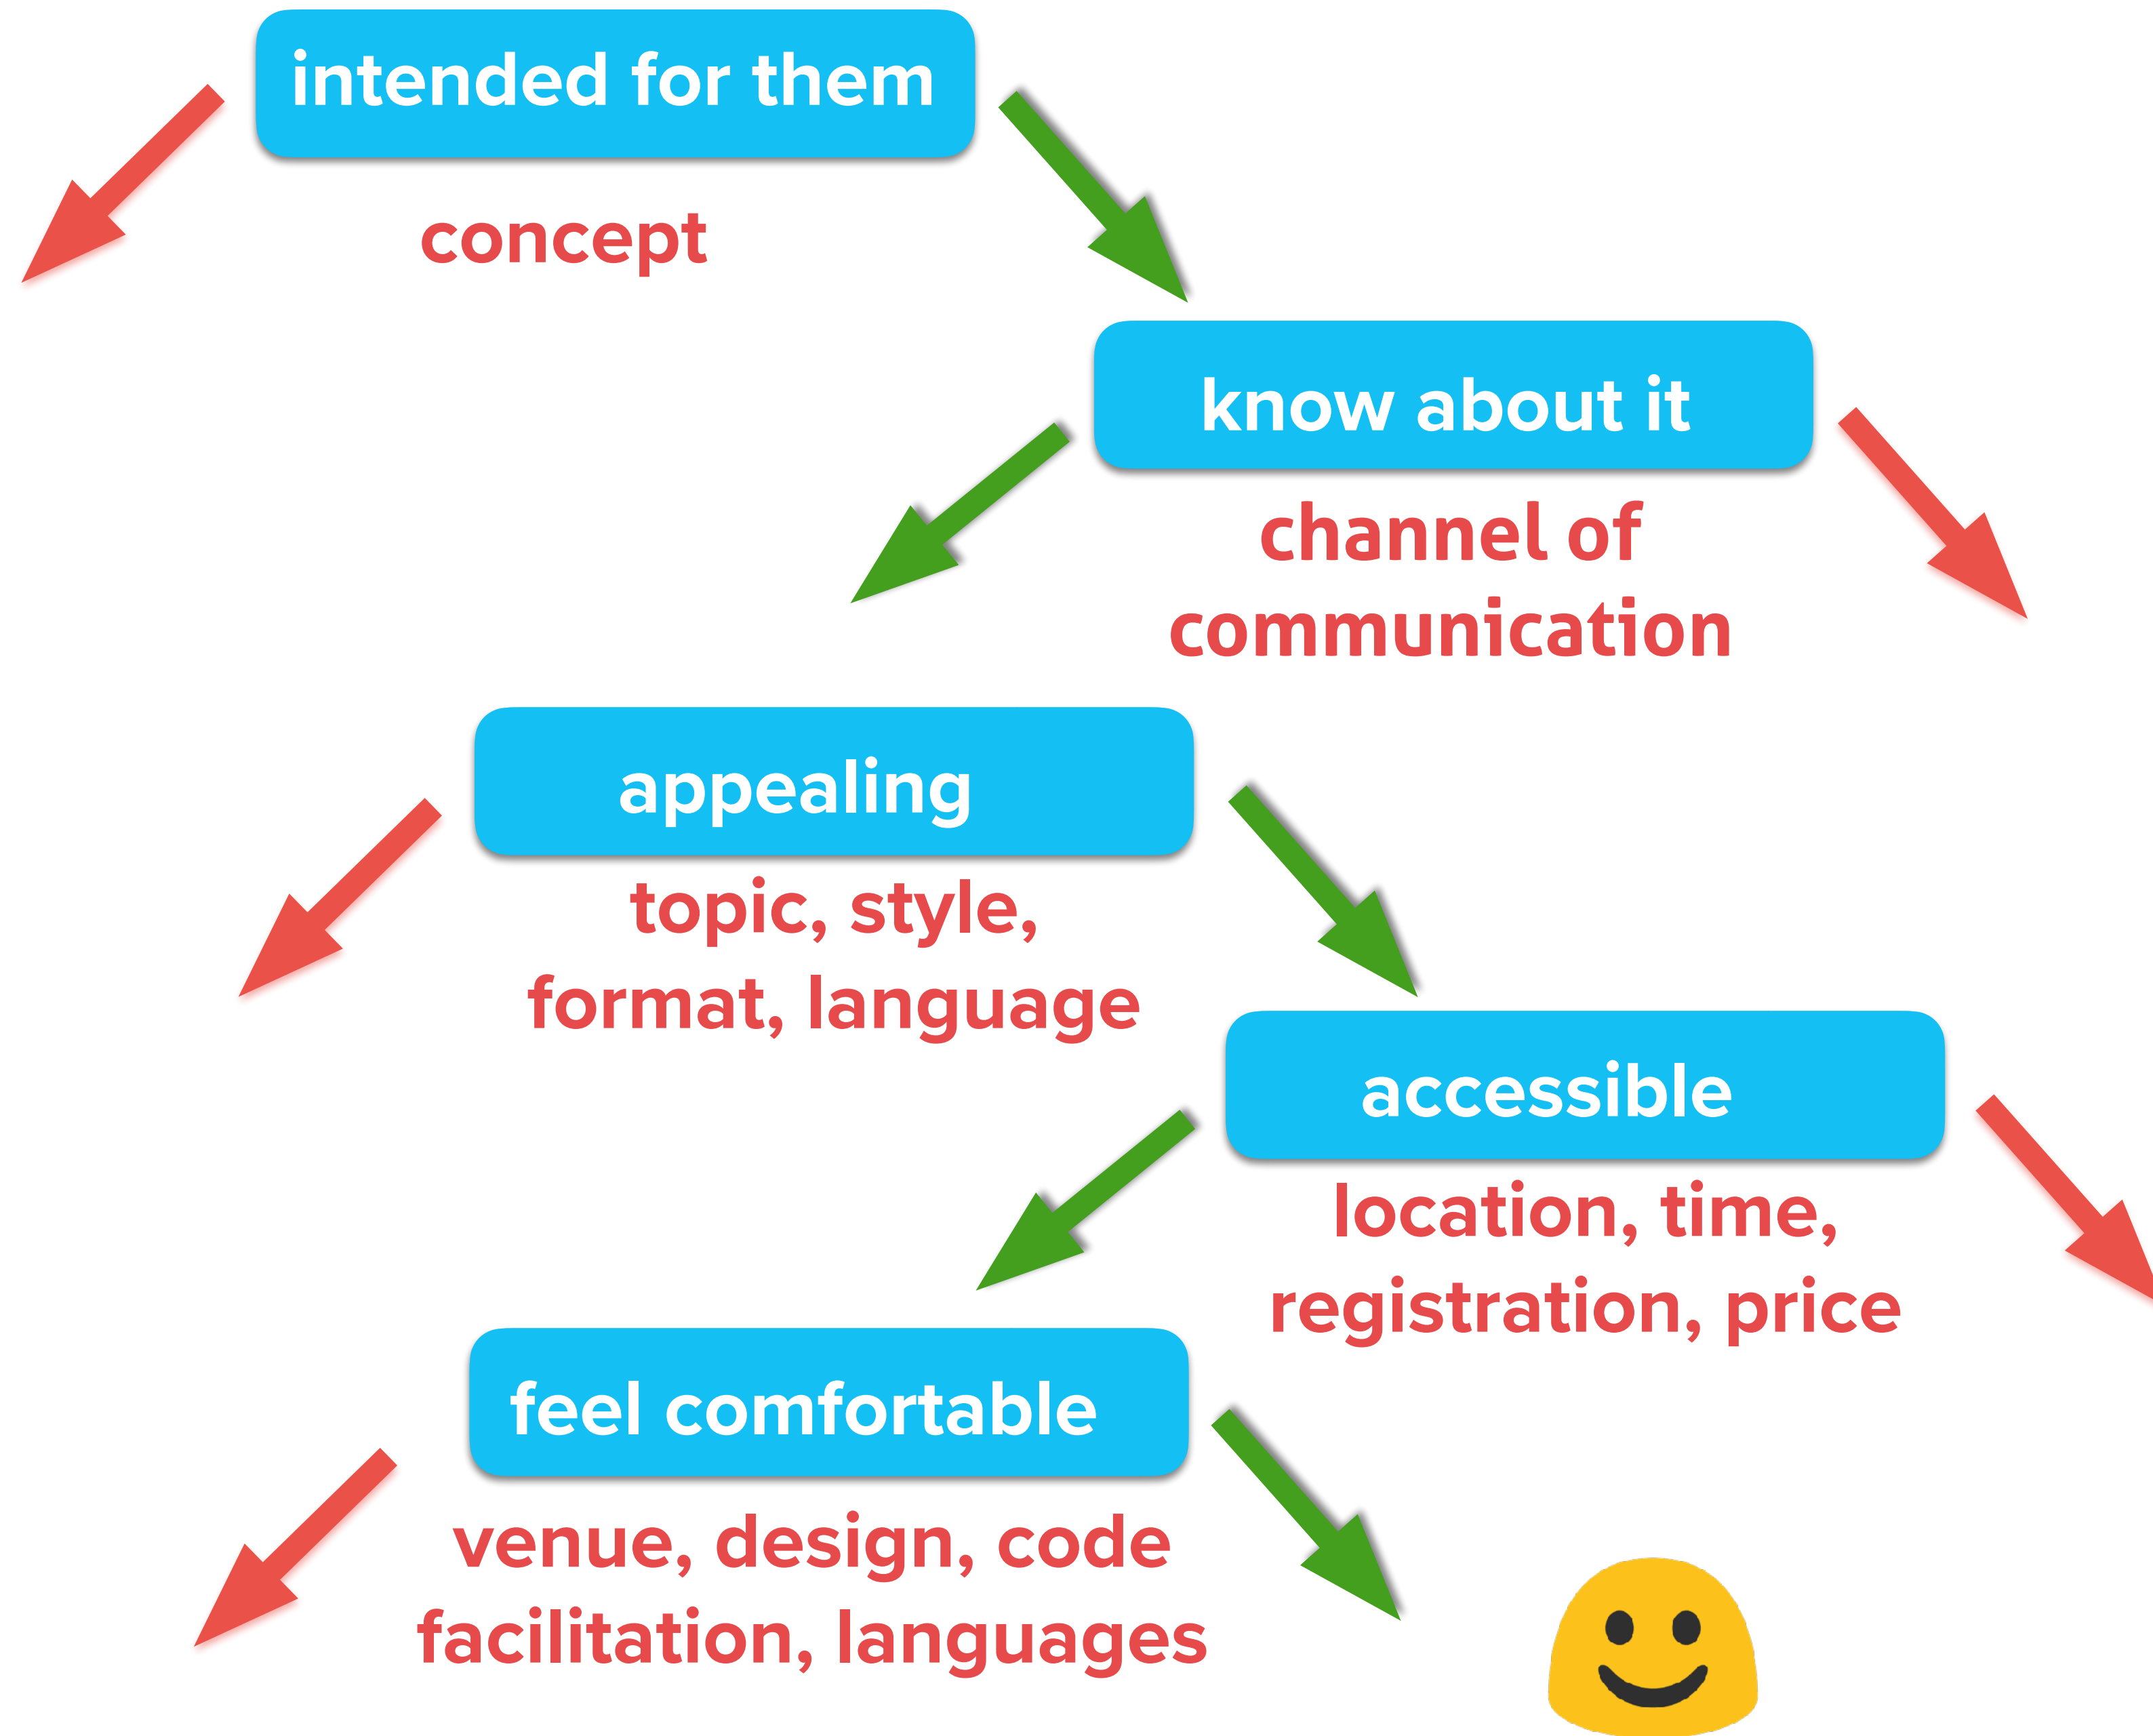 intended for them
concept
know about it
channel of
communication
appealing
topic, style,
format, language
accessible
location, time,
registration, price
feel comfortable
venue, design, code
facilitation, languages